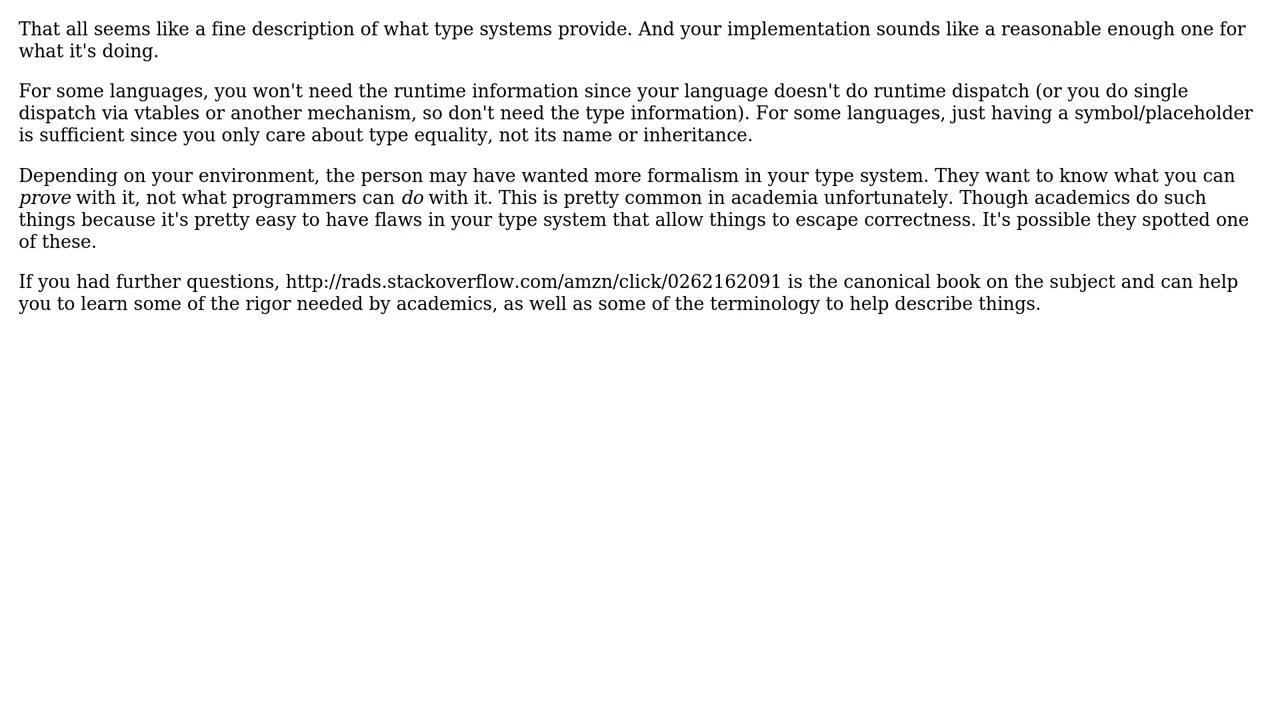 That all seems like a fine description of what type systems provide. And your implementation sounds like a reasonable enough one for
what it's doing.
For some languages, you won't need the runtime information since your language doesn't do runtime dispatch (or you do single
dispatch via vtables or another mechanism, so don't need the type information). For some languages, just having a symbol/placeholder
is sufficient since you only care about type equality, not its name or inheritance.
Depending on your environment, the person may have wanted more formalism in your type system. They want to know what you can
prove with it, not what programmers can do with it. This is pretty common in academia unfortunately. Though academics do such
things because it's pretty easy to have flaws in your type system that allow things to escape correctness. It's possible they spotted one
of these.
If you had further questions, http://rads.stackoverflow.com/amzn/click/0262162091 is the canonical book on the subject and can help
you to learn some of the rigor needed by academics, as well as some of the terminology to help describe things.